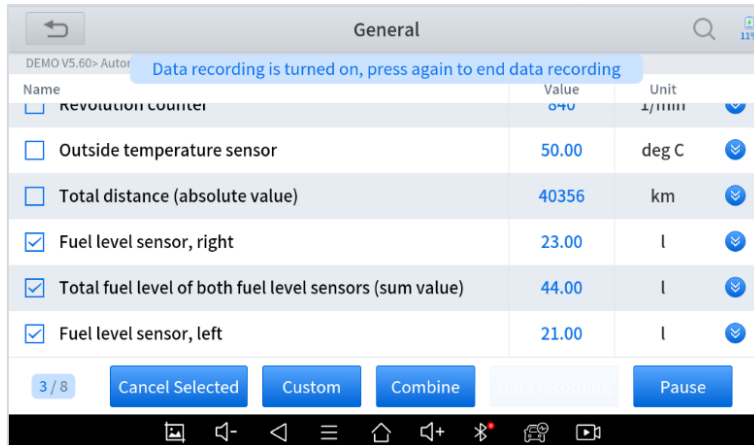 General
11%
DEMO V5.60> Autor
Data recording is turned on, press again to end data recording
Name Value Unit
Revolution counter 840 1/min
Outside temperature sensor 50.00 deg C
Total distance (absolute value) 40356 km
Fuel level sensor, right 23.00 l
Total fuel level of both fuel level sensors (sum value) 44.00 l
Fuel level sensor, left 21.00 l
3 / 8 Cancel Selected Custom Combine Data recording Pause